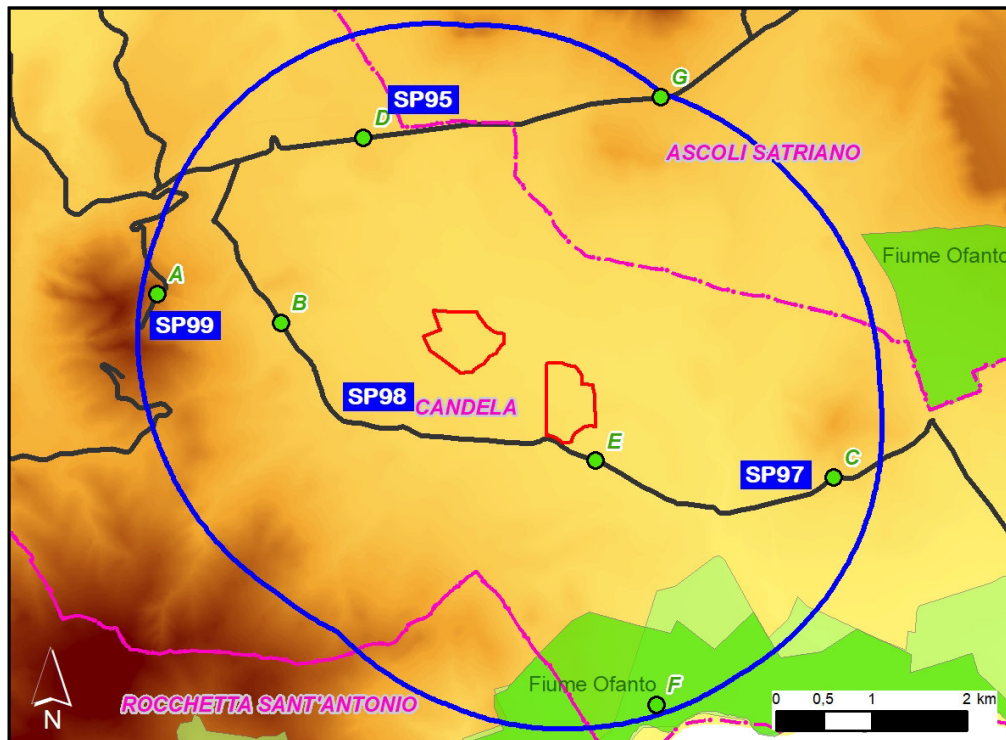 G
SP95
D
ASCOLI SATRIANO
Fiume Ofanto
A
B
SP99
SP98
CANDELA
E
SP97
C
Fiume Ofanto
F
ROCCHETTA SANT'ANTONIO
N
0 0,5 1 2 km